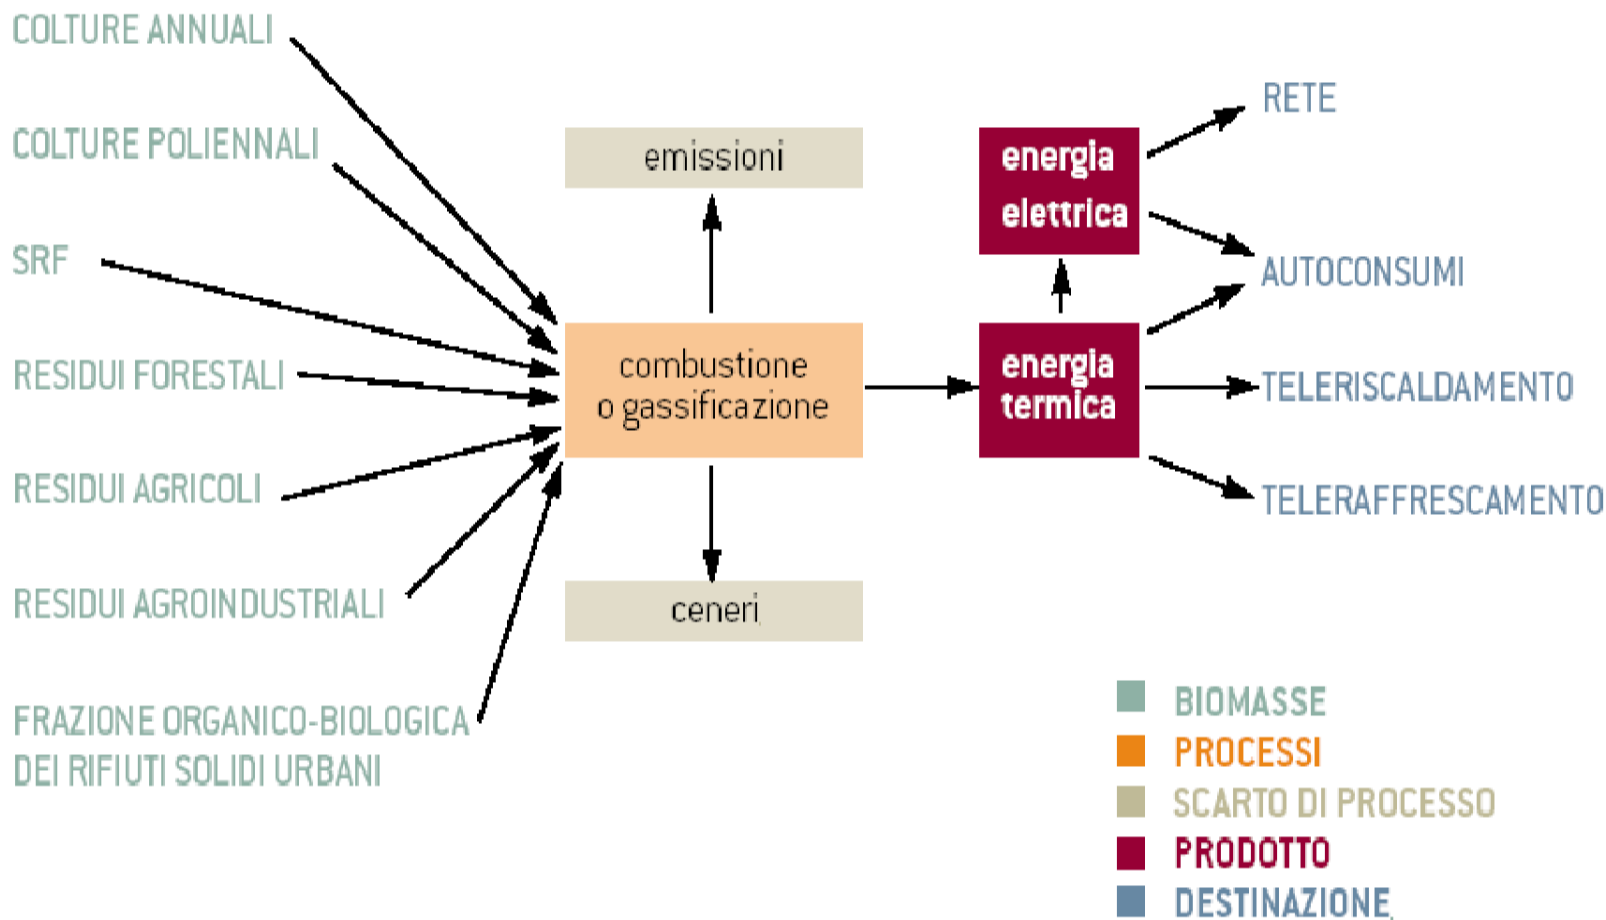 COLTURE ANNUALI
COLTURE POLIENNALI
SRF
RESIDUI FORESTALI
RESIDUI AGRICOLI
RESIDUI AGROINDUSTRIALI
FRAZIONE ORGANICO-BIOLOGICA
DEI RIFIUTI SOLIDI URBANI
emissioni
combustione
o gassificazione
ceneri
energia
elettrica
energia
termica
RETE
AUTOCONSUMI
TELERISCALDAMENTO
TELERAFFRESCAMENTO
BIOMASSE
PROCESSI
SCARTO DI PROCESSO
PRODOTTO
DESTINAZIONE